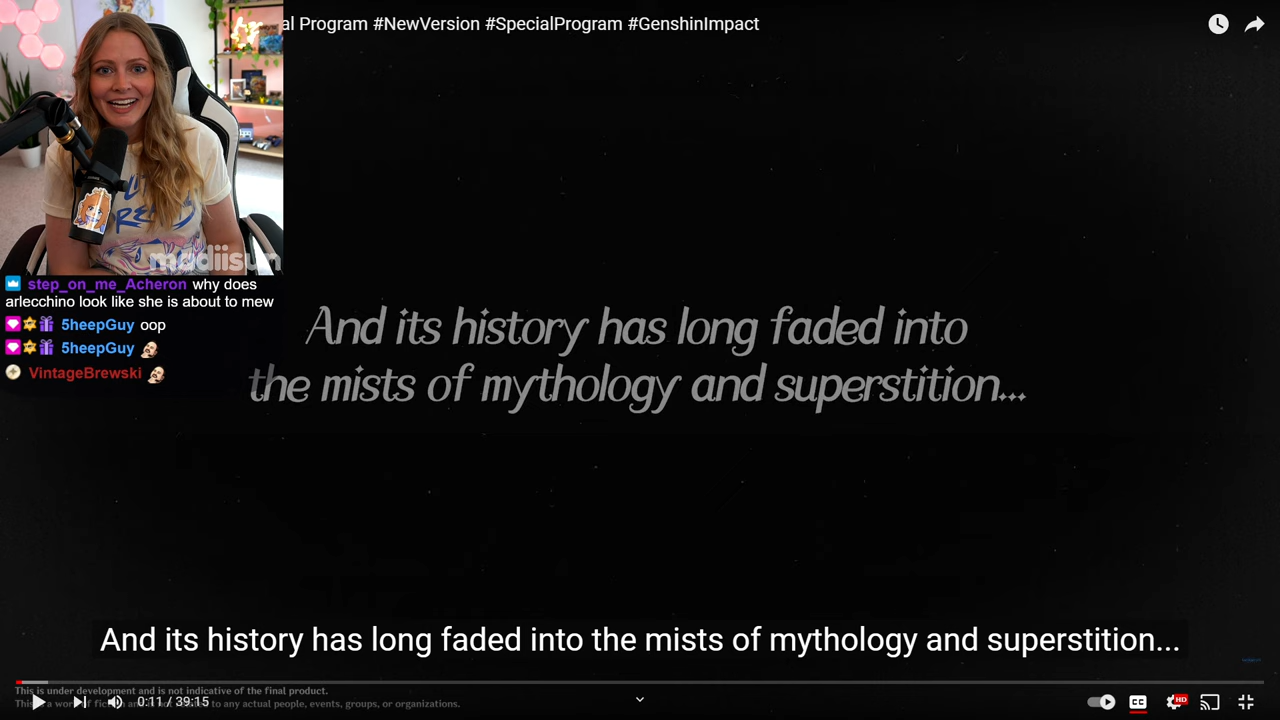 al Program #NewVersion #SpecialProgram #GenshinImpact
madiisun
step_on_me_Acheron why does
arlecchino look like she is about to mew
5heepGuy oop
5heepGuy
VintageBrewski
And its history has long faded into
the mists of mythology and superstition...
And its history has long faded into the mists of mythology and superstition...
This is under development and is not indicative of the final product.
to any actual people, events, groups, or organizations.
0:11 / 39:15
CC
HD